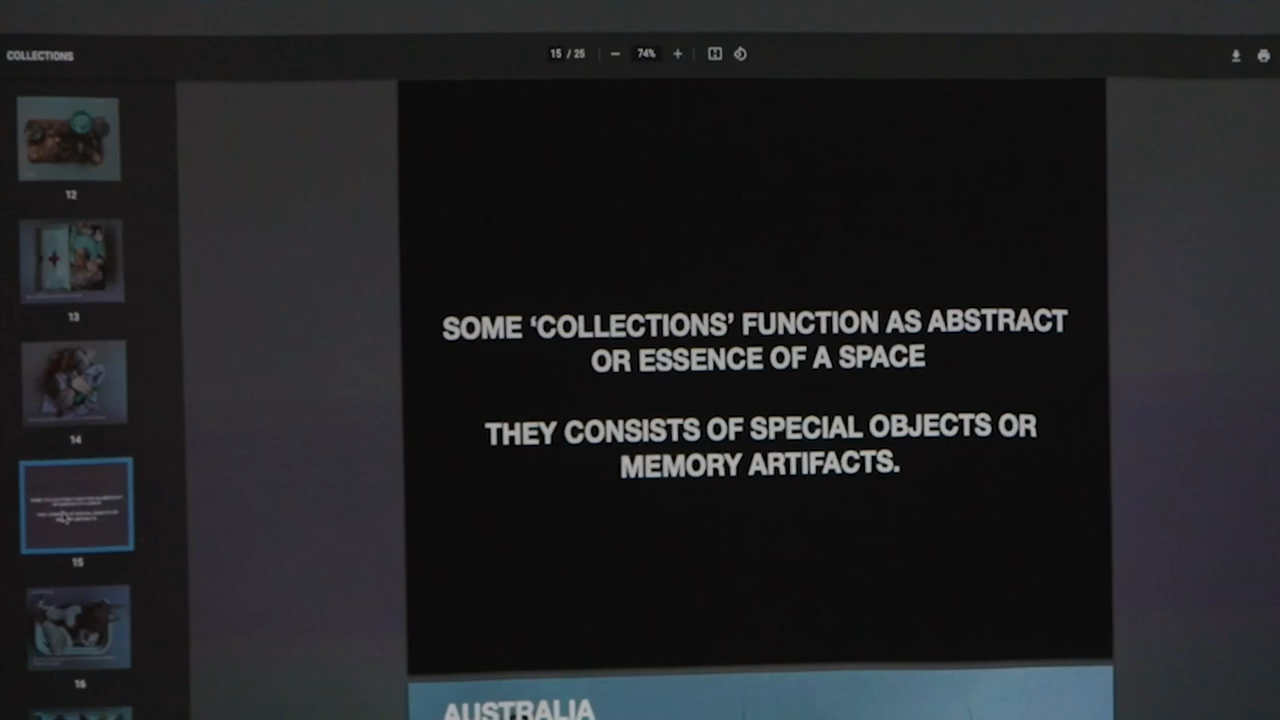 COLLECTIONS
15 / 25
74%
12
13
14
15
16
SOME ‘COLLECTIONS’ FUNCTION AS ABSTRACT
OR ESSENCE OF A SPACE
THEY CONSISTS OF SPECIAL OBJECTS OR
MEMORY ARTIFACTS.
AUSTRALIA